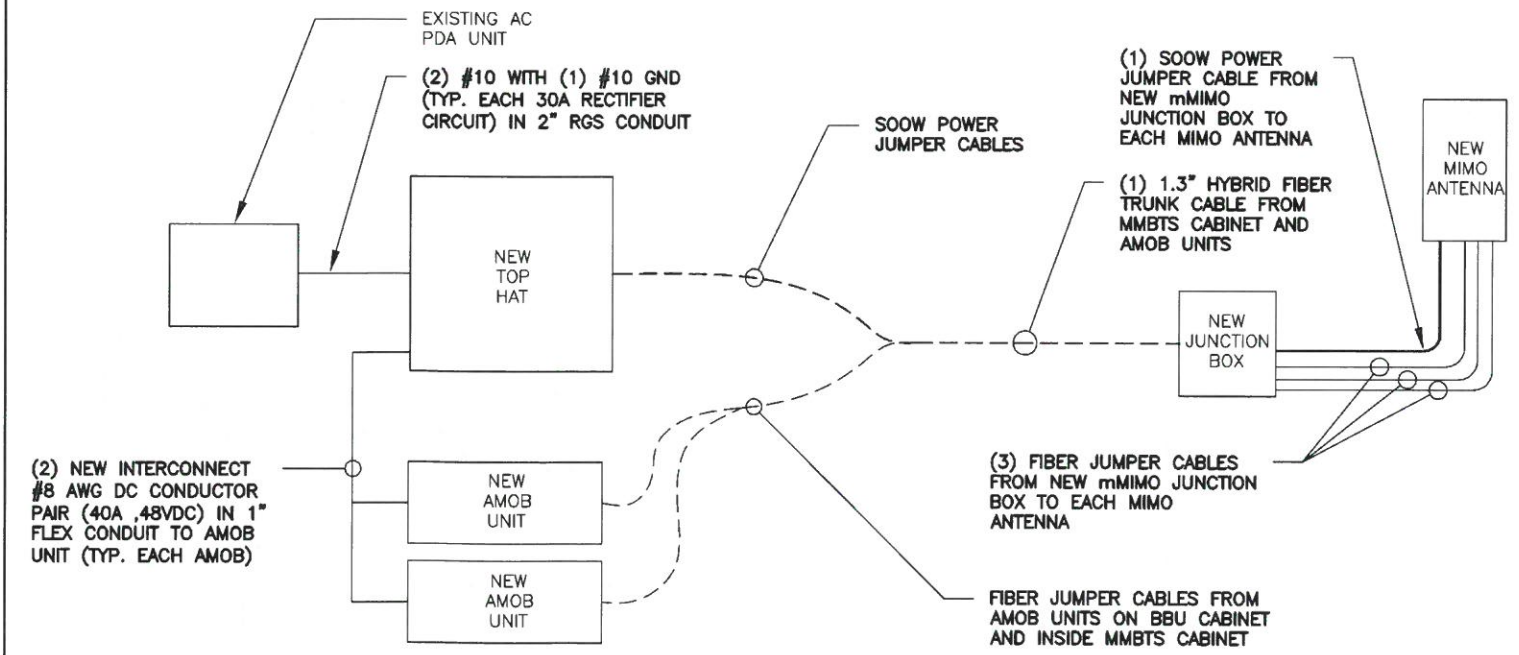 EXISTING AC
PDA UNIT
(2) #10 WITH (1) #10 GND
(TYP. EACH 30A RECTIFIER
CIRCUIT) IN 2" RGS CONDUIT
SOOW POWER
JUMPER CABLES
(1) SOOW POWER
JUMPER CABLE FROM
NEW mMIMO
JUNCTION BOX TO
EACH MIMO ANTENNA
NEW
MIMO
ANTENNA
(1) 1.3" HYBRID FIBER
TRUNK CABLE FROM
MMBTS CABINET AND
AMOB UNITS
NEW
TOP
HAT
NEW
JUNCTION
BOX
(2) NEW INTERCONNECT
#8 AWG DC CONDUCTOR
PAIR (40A ,48VDC) IN 1"
FLEX CONDUIT TO AMOB
UNIT (TYP. EACH AMOB)
NEW
AMOB
UNIT
NEW
AMOB
UNIT
(3) FIBER JUMPER CABLES
FROM NEW mMIMO JUNCTION
BOX TO EACH MIMO
ANTENNA
FIBER JUMPER CABLES FROM
AMOB UNITS ON BBU CABINET
AND INSIDE MMBTS CABINET